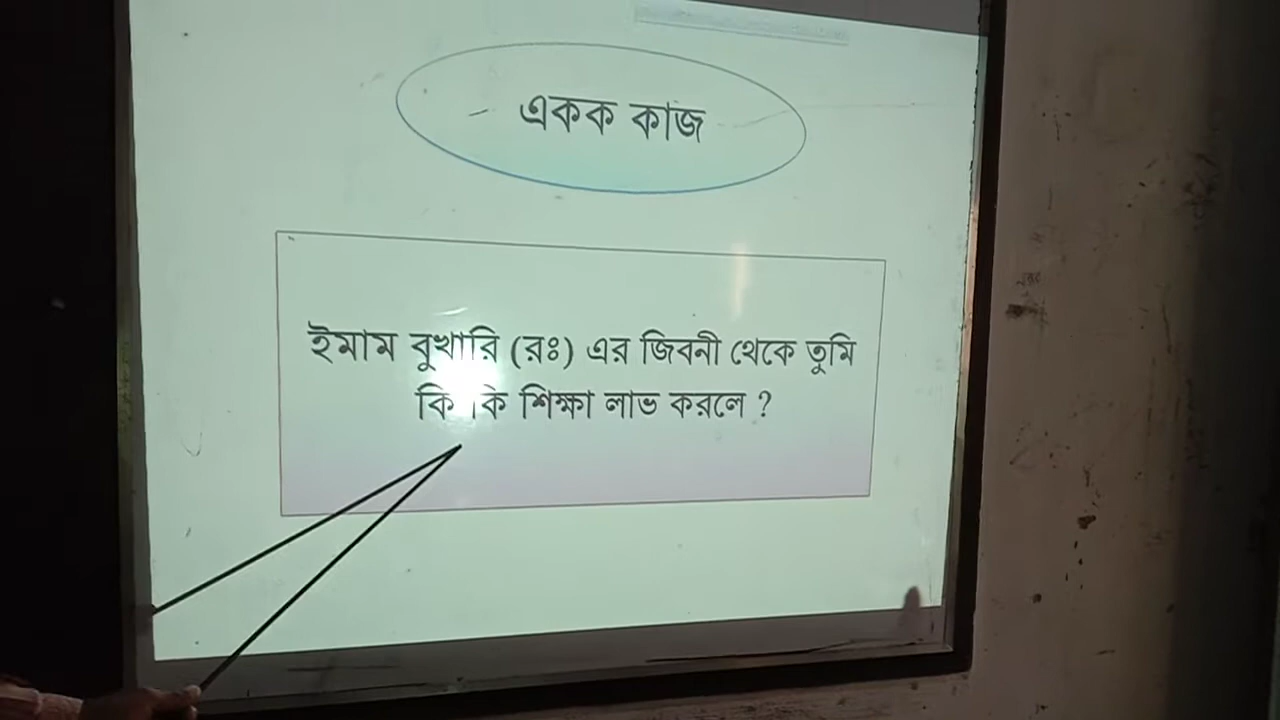 একক কাজ
ইমাম বুখারি (রঃ) এর জিবনী থেকে তুমি
কি কি শিক্ষা লাভ করলে ?